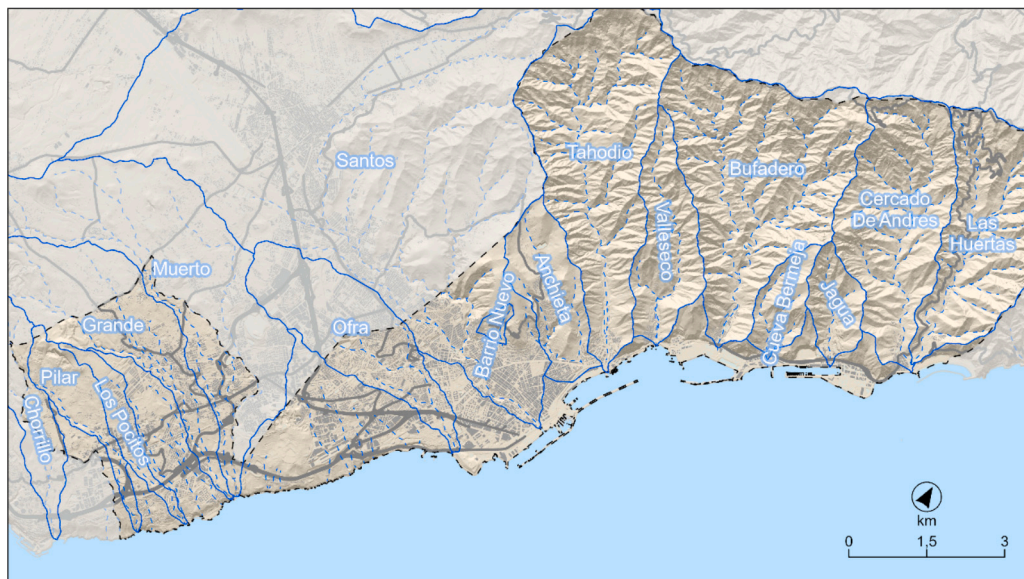 Santos
Tahodio
Bufadero
Valleseco
Cercado
De Andres
Las
Huertas
Muerto
Anchieta
Barrio Nuevo
Cueva Bermeja
Jagua
Grande
Ofra
Pilar
Los Pocitos
Chorrillo
km
0 1,5 3